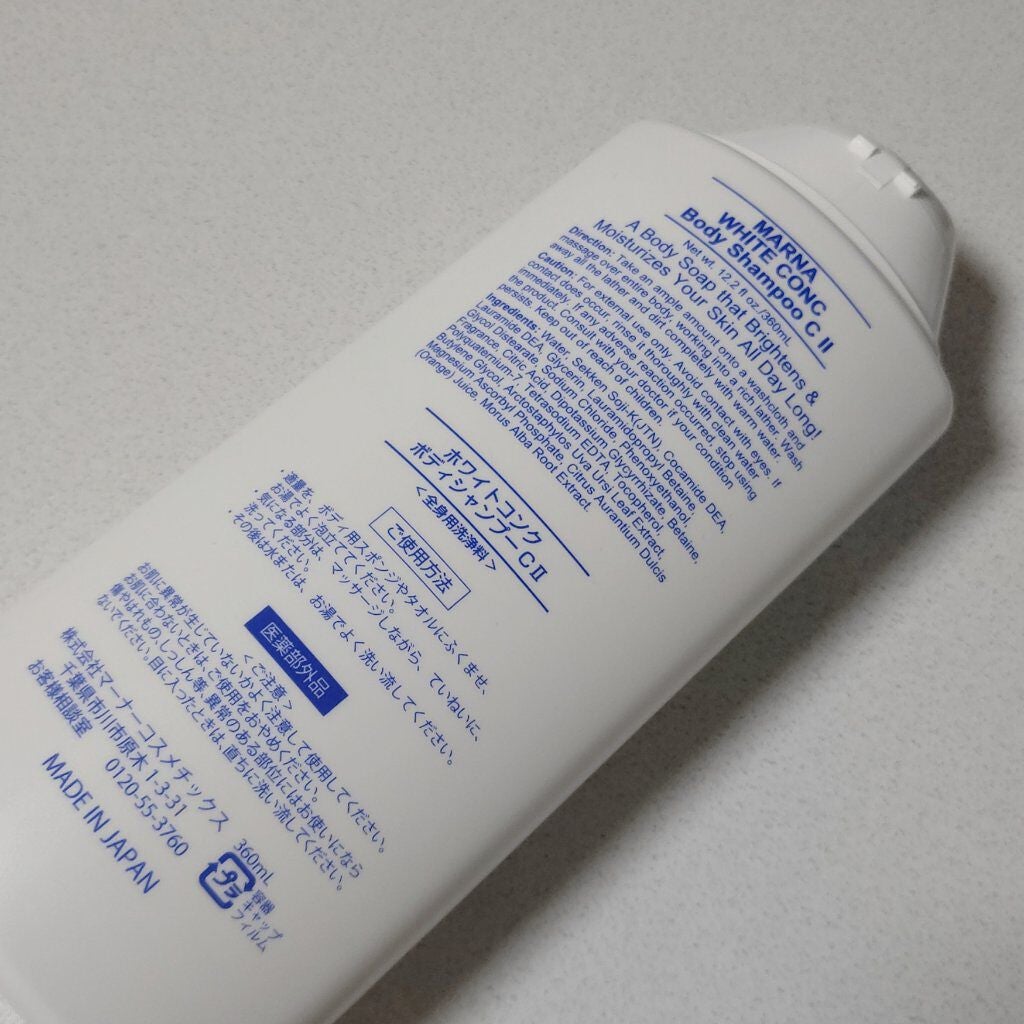 MARNA
WHITE CONC
Body Shampoo C II
Net wt. 12.2 fl oz./360mL
A Body Soap that Brightens &
Moisturizes Your Skin All Day Long!
Direction: Take an ample amount onto a washcloth and
massage over entire body, working into a rich lather. Wash
away all the lather and dirt completely with warm water.
Caution: For external use only. Avoid contact with eyes. If
contact does occur, rinse it thoroughly with clean water
immediately. If any adverse reaction occurred, stop using
the product. Consult with your doctor, if your condition
persists. Keep out of reach of children.
Ingredients: Water, Sekken Soji-K(JTN), Cocamide DEA,
Lauramide DEA, Glycerin, Lauramidopropyl Betaine,
Glycol Distearate, Sodium Chloride, Phenoxyethanol,
Fragrance, Citric Acid, Dipotassium Glycyrrhizate, Betaine,
Polyquaternium-7, Tetrasodium EDTA, Tocopherol,
Butylene Glycol, Arctostaphylos Uva Ursi Leaf Extract,
Magnesium Ascorbyl Phosphate, Citrus Aurantium Dulcis
(Orange) Juice, Morus Alba Root Extract.
ホワイトコンク
ボディシャンプーC II
<全身用洗浄料>
ご使用方法
・適量を、ボディ用スポンジやタオルにふくませ、
お湯でよく泡立ててください。
・気になる部分は、マッサージしながら、ていねいに、
洗ってください。
・その後は水または、お湯でよく洗い流してください。
医薬部外品
<ご注意>
お肌に異常が生じていないかよく注意して使用してください。
お肌に合わないときは、ご使用をおやめください。
傷やはれもの、しっしん等、異常のある部位にはお使いになら
ないでください。目に入ったときは、直ちに洗い流してください。
株式会社マーナーコスメチックス
千葉県市川市原木 1-3-31
お客様相談室 0120-55-3760
MADE IN JAPAN
360mL
プラ
容器
キャップ
フィルム